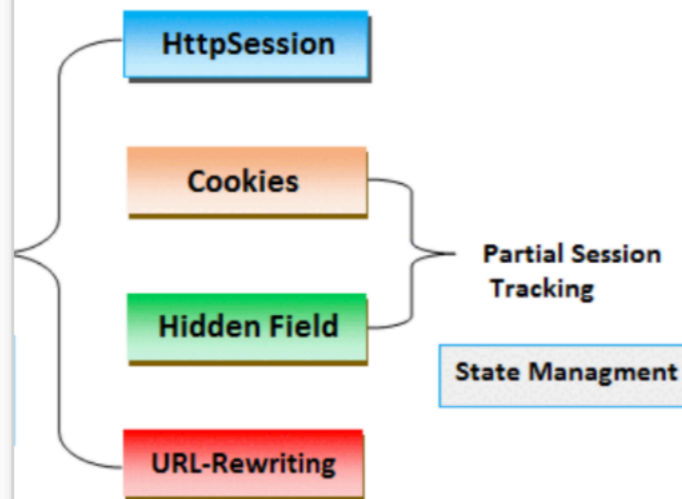 HttpSession
Cookies
Partial Session
Tracking
Hidden Field
State Managment
URL-Rewriting